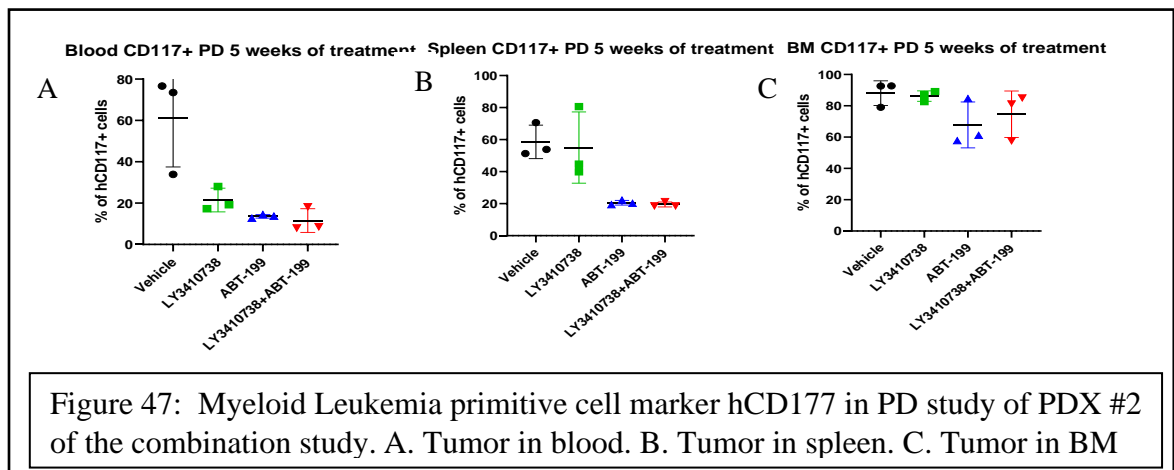 Blood CD117+ PD 5 weeks of treatment
Spleen CD117+ PD 5 weeks of treatment
BM CD117+ PD 5 weeks of treatment
A
80
60
40
20
0
% of hCD117+ cells
Vehicle
LY3410738
ABT-199
LY3410738+ABT-199
B
100
80
60
40
20
0
% of hCD117+ cells
Vehicle
LY3410738
ABT-199
LY3410738+ABT-199
C
100
80
60
40
20
0
% of hCD117+ cells
Vehicle
LY3410738
ABT-199
LY3410738+ABT-199
Figure 47: Myeloid Leukemia primitive cell marker hCD177 in PD study of PDX #2
of the combination study. A. Tumor in blood. B. Tumor in spleen. C. Tumor in BM